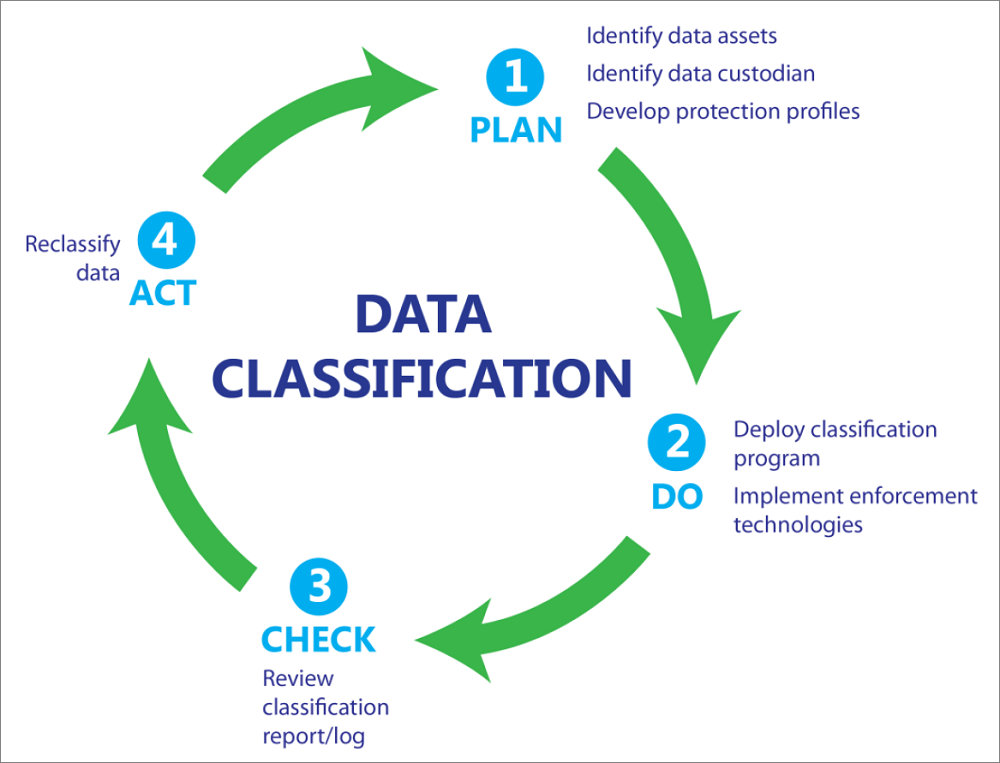 1
PLAN
Identify data assets
Identify data custodian
Develop protection profiles
DATA
CLASSIFICATION
2
DO
Deploy classification
program
Implement enforcement
technologies
3
CHECK
Review
classification
report/log
4
ACT
Reclassify
data